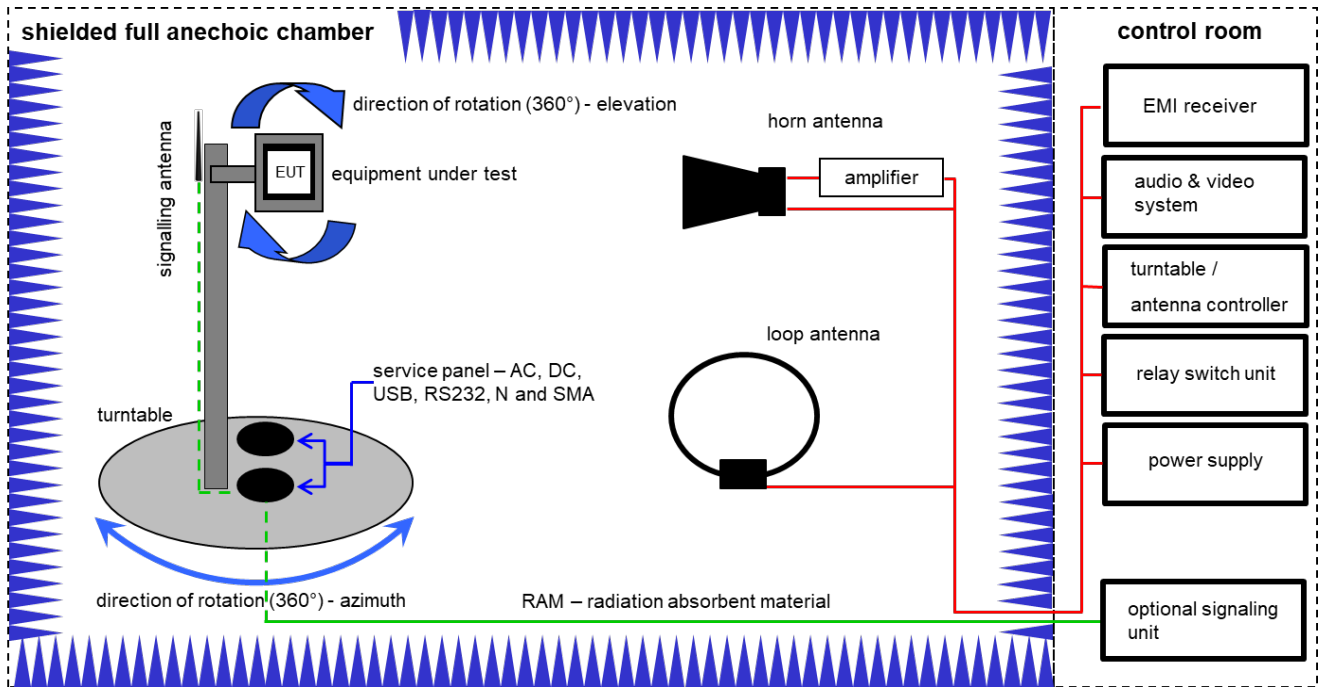 shielded full anechoic chamber
control room
direction of rotation (360°) - elevation
signalling antenna
EUT
equipment under test
horn antenna
amplifier
loop antenna
service panel – AC, DC,
USB, RS232, N and SMA
turntable
direction of rotation (360°) - azimuth
RAM – radiation absorbent material
EMI receiver
audio & video
system
turntable /
antenna controller
relay switch unit
power supply
optional signaling
unit